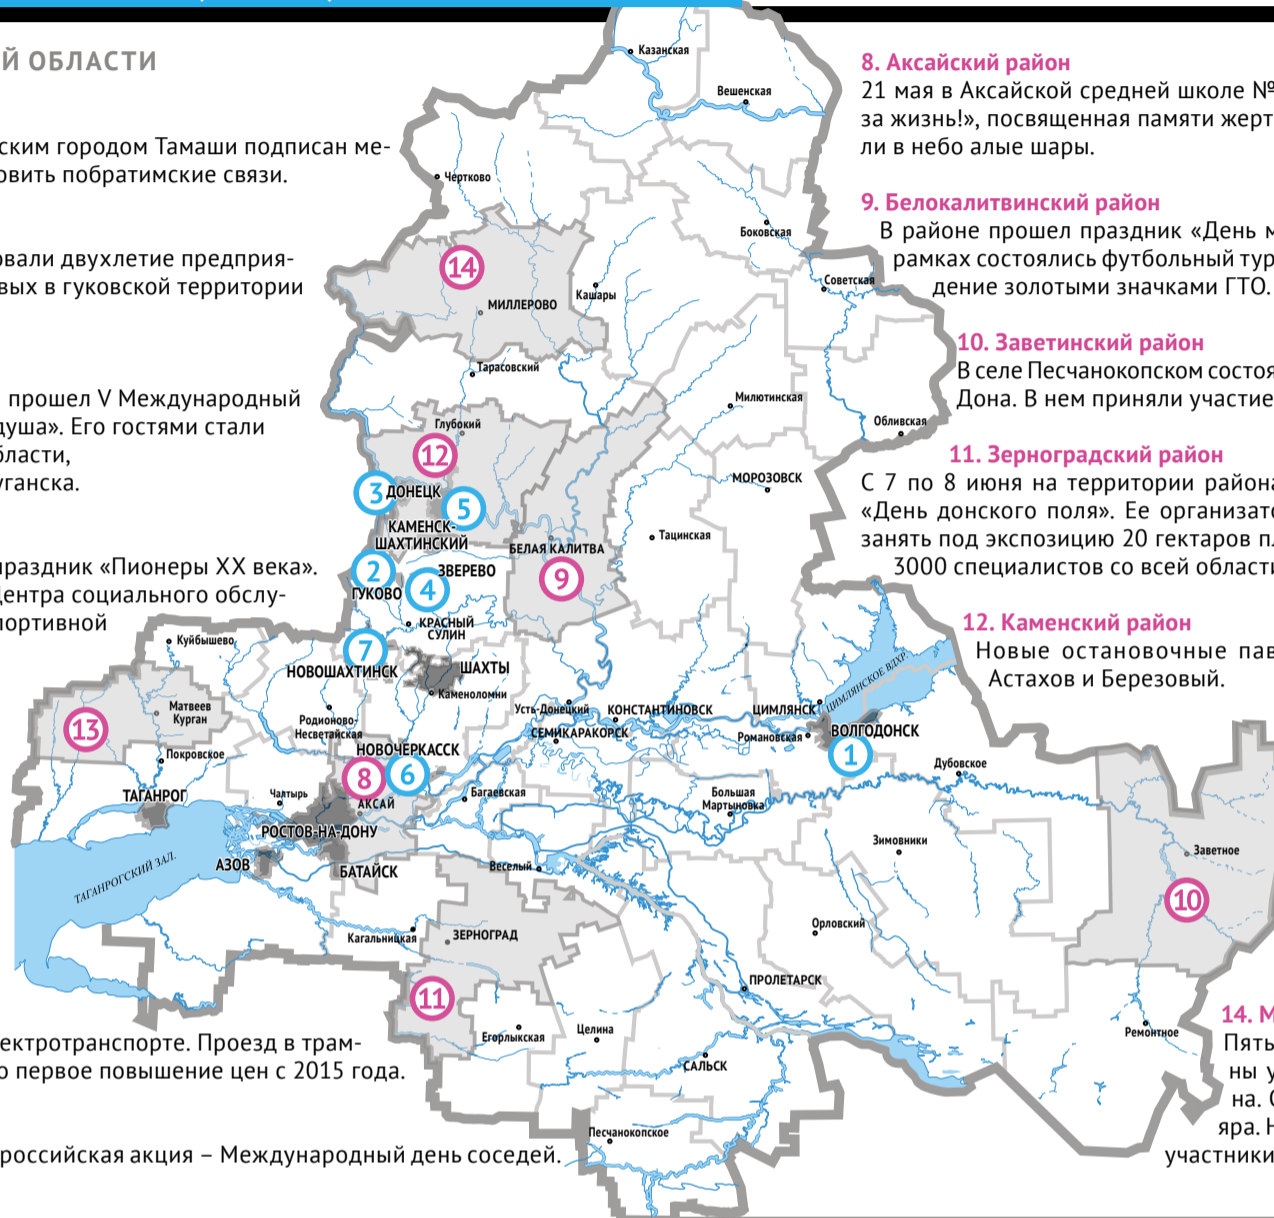 Й ОБЛАСТИ
ским городом Тамаши подписан ме-
овить побратимские связи.
овали двухлетие предприя-
вых в гуковской территории
прошел V Международный
душа». Его гостями стали
бласти,
уганска.
праздник «Пионеры XX века».
Центра социального обслу-
портивной
ектротранспорте. Проезд в трам-
о первое повышение цен с 2015 года.
российская акция – Международный день соседей.
Казанская
Вешенская
Чертково
Боковская
Советская
14
МИЛЛЕРОВО
Кашары
Тарасовский
Милютинская
Обливская
Глубокий
12
3
ДОНЕЦК
5
КАМЕНСК-
ШАХТИНСКИЙ
МОРОЗОВСК
Тацинская
БЕЛАЯ КАЛИТВА
9
2
ГУКОВО
ЗВЕРЕВО
4
КРАСНЫЙ
СУЛИН
7
НОВОШАХТИНСК
ШАХТЫ
Каменоломни
Куйбышево
Матвеев
Курган
13
Покровское
Родионово-
Несветайская
Усть-Донецкий
КОНСТАНТИНОВСК
СЕМИКАРАКОРСК
ЦИМЛЯНСК
ЦИМЛЯНСКОЕ ВДХР.
Романовская
ВОЛГОДОНСК
1
НОВОЧЕРКАССК
8
6
АКСАЙ
Багаевская
Большая
Мартыновка
Дубовское
ТАГАНРОГ
Чалтырь
РОСТОВ-НА-ДОНУ
АЗОВ
БАТАЙСК
ТАГАНРОГСКИЙ ЗАЛ.
Веселый
Зимовники
Заветное
10
Кагальницкая
ЗЕРНОГРАД
Орловский
11
ПРОЛЕТАРСК
Егорлыкская
Целина
САЛЬСК
Ремонтное
Песчанокопское
8. Аксайский район
21 мая в Аксайской средней школе №
за жизнь!», посвященная памяти жерт
ли в небо алые шары.
9. Белокалитвинский район
В районе прошел праздник «День м
рамках состоялись футбольный тур
дение золотыми значками ГТО.
10. Заветинский район
В селе Песчанокопском состоя
Дона. В нем приняли участие
11. Зерноградский район
С 7 по 8 июня на территории района
«День донского поля». Ее организато
занять под экспозицию 20 гектаров пл
3000 специалистов со всей области
12. Каменский район
Новые остановочные пав
Астахов и Березовый.
14. М
Пять
ны у
на. С
яра. Н
участники